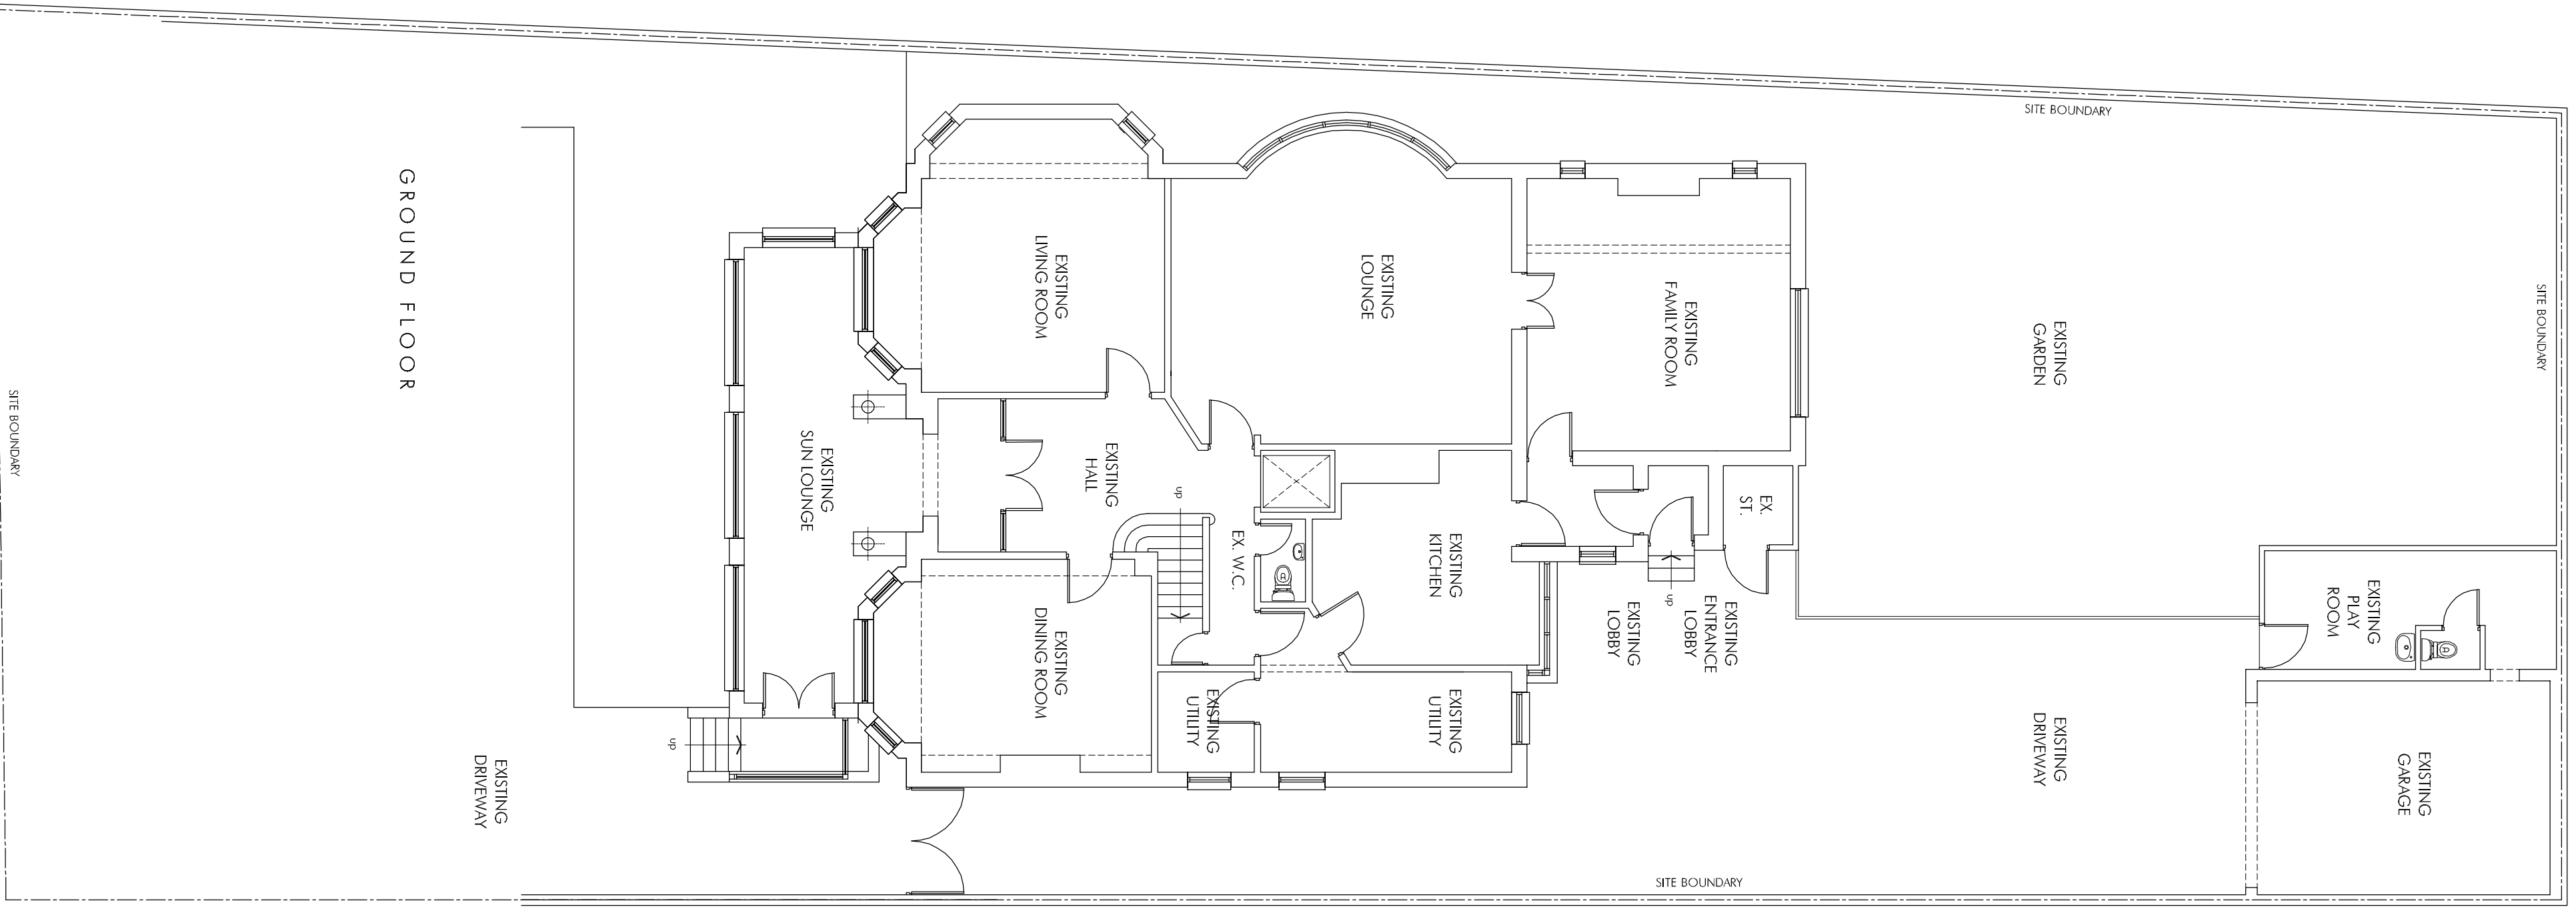 GROUND FLOOR
SITE BOUNDARY
SITE BOUNDARY
SITE BOUNDARY
SITE BOUNDARY
EXISTING
LIVING ROOM
EXISTING
LOUNGE
EXISTING
FAMILY ROOM
EXISTING
GARDEN
EXISTING
SUN LOUNGE
EXISTING
HALL
up
EX. W.C.
EXISTING
KITCHEN
EX.
ST.
up
EXISTING
LOBBY
EXISTING
ENTRANCE
LOBBY
EXISTING
PLAY
ROOM
EXISTING
DINING ROOM
EXISTING
UTILITY
EXISTING
UTILITY
EXISTING
DRIVEWAY
EXISTING
GARAGE
up
EXISTING
DRIVEWAY